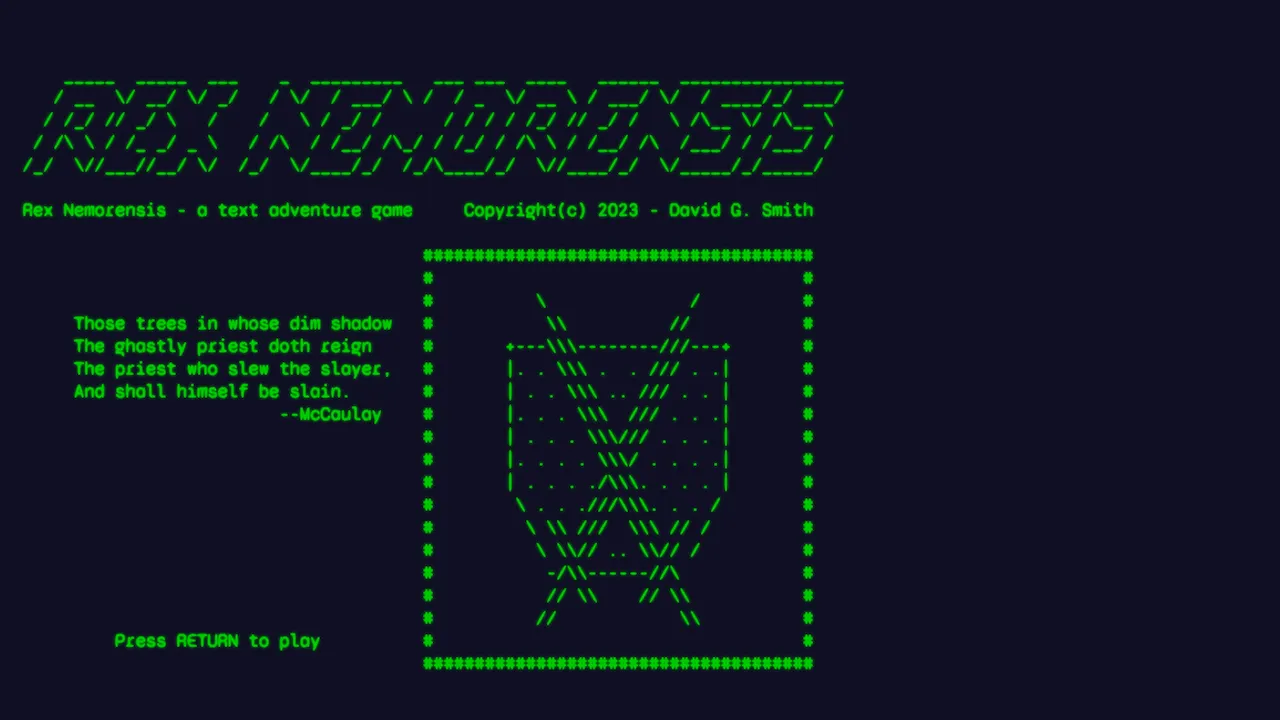 REX NEMORENSIS
Rex Nemorensis - a text adventure game     Copyright(c) 2023 - David G. Smith
Those trees in whose dim shadow
The ghastly priest doth reign
The priest who slew the slayer,
And shall himself be slain.
--McCaulay
Press RETURN to play